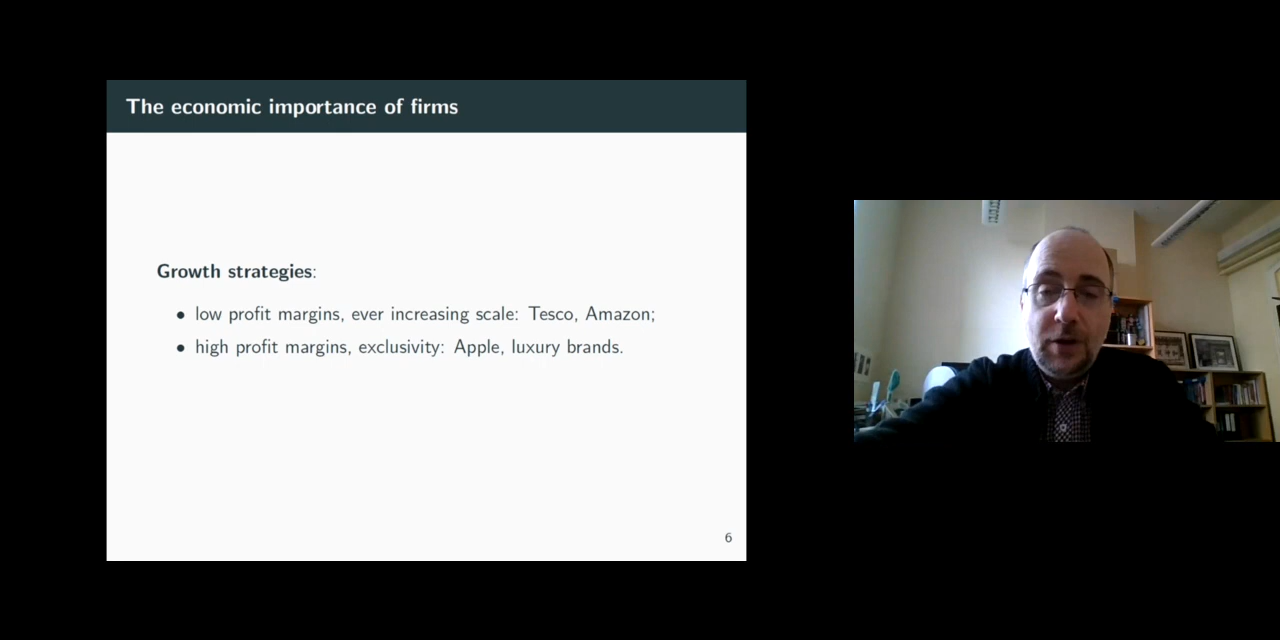 The economic importance of firms
Growth strategies:
• low profit margins, ever increasing scale: Tesco, Amazon;
• high profit margins, exclusivity: Apple, luxury brands.
6